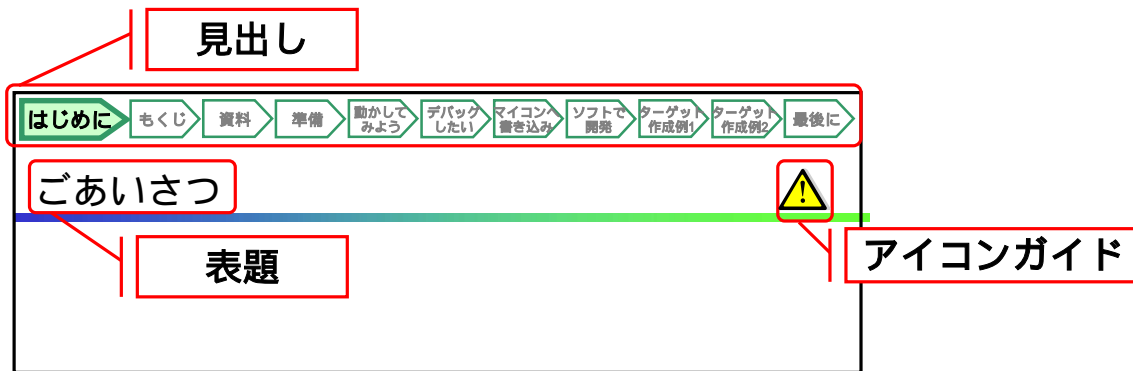 見出し
はじめに
もくじ
資料
準備
動かして
みよう
デバッグ
したい
マイコンへ
書き込み
ソフトで
開発
ターゲット
作成例1
ターゲット
作成例2
最後に
ごあいさつ
!
表題
アイコンガイド